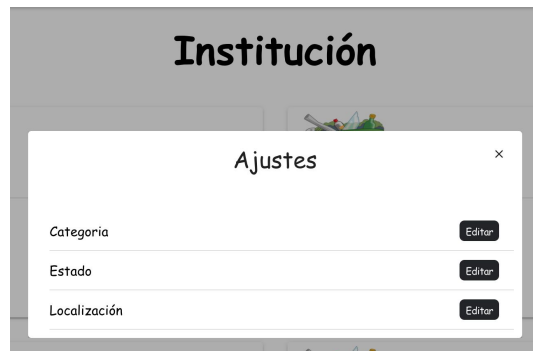 Institución
Ajustes ×
Categoria Editar
Estado Editar
Localización Editar